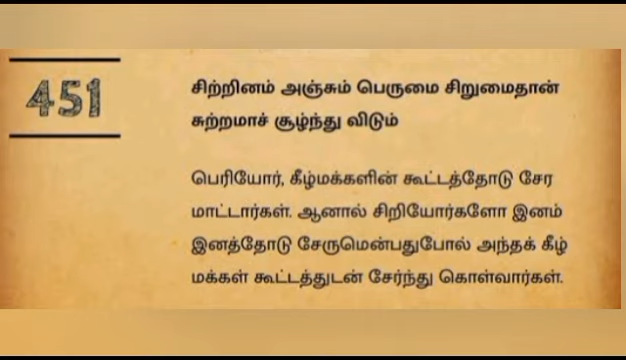 451
சிற்றினம் அஞ்சும் பெருமை சிறுமைதான்
சுற்றமாச் சூழ்ந்து விடும்
பெரியோர், கீழ்மக்களின் கூட்டத்தோடு சேர
மாட்டார்கள். ஆனால் சிறியோர்களோ இனம்
இனத்தோடு சேருமென்பதுபோல் அந்தக் கீழ்
மக்கள் கூட்டத்துடன் சேர்ந்து கொள்வார்கள்.